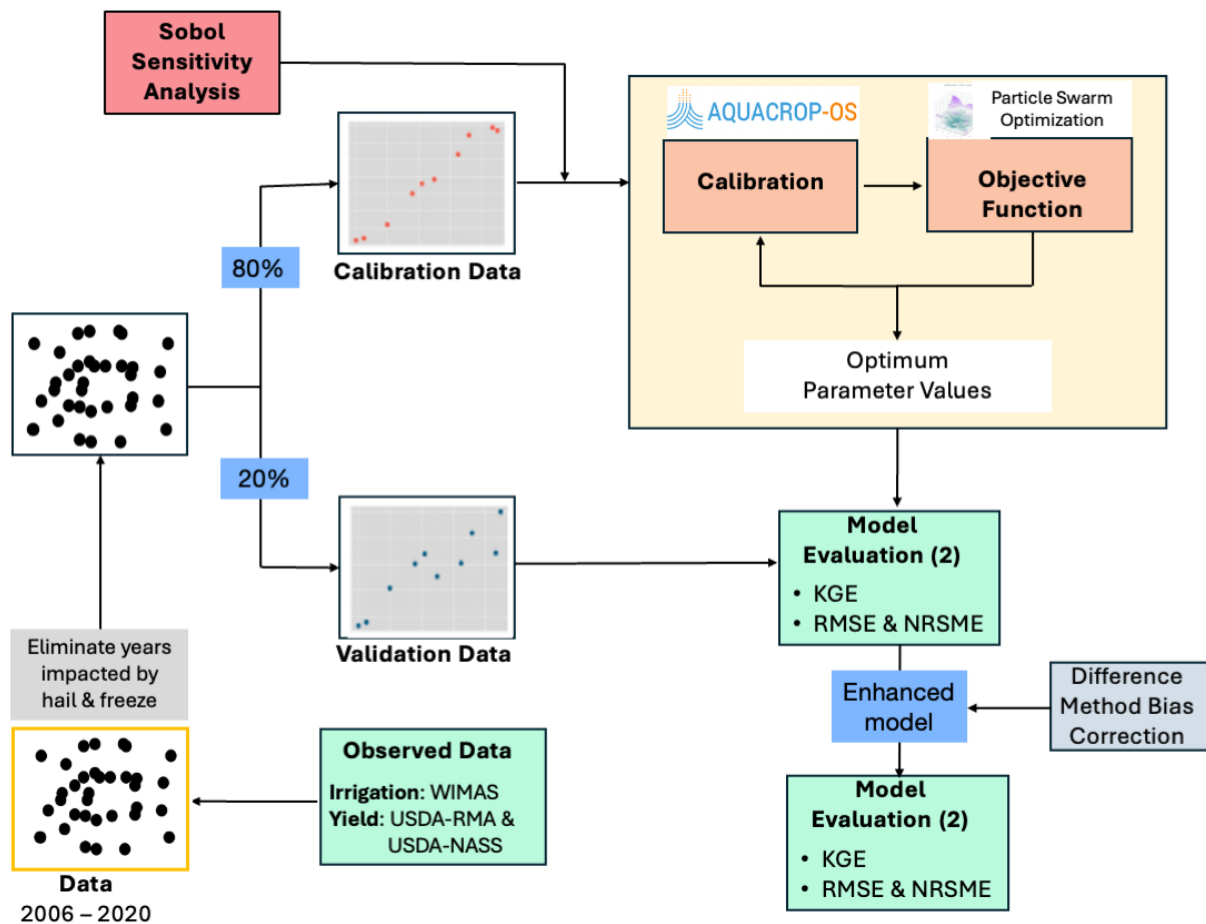 Sobol
Sensitivity
Analysis
AQUACROP-OS
Particle Swarm
Optimization
Calibration
Objective
Function
80%
Calibration Data
Optimum
Parameter Values
20%
Model
Evaluation (2)
• KGE
• RMSE & NRSME
Validation Data
Eliminate years
impacted by
hail & freeze
Enhanced
model
Difference
Method Bias
Correction
Observed Data
Irrigation: WIMAS
Yield: USDA-RMA &
USDA-NASS
Model
Evaluation (2)
• KGE
• RMSE & NRSME
Data
2006 – 2020